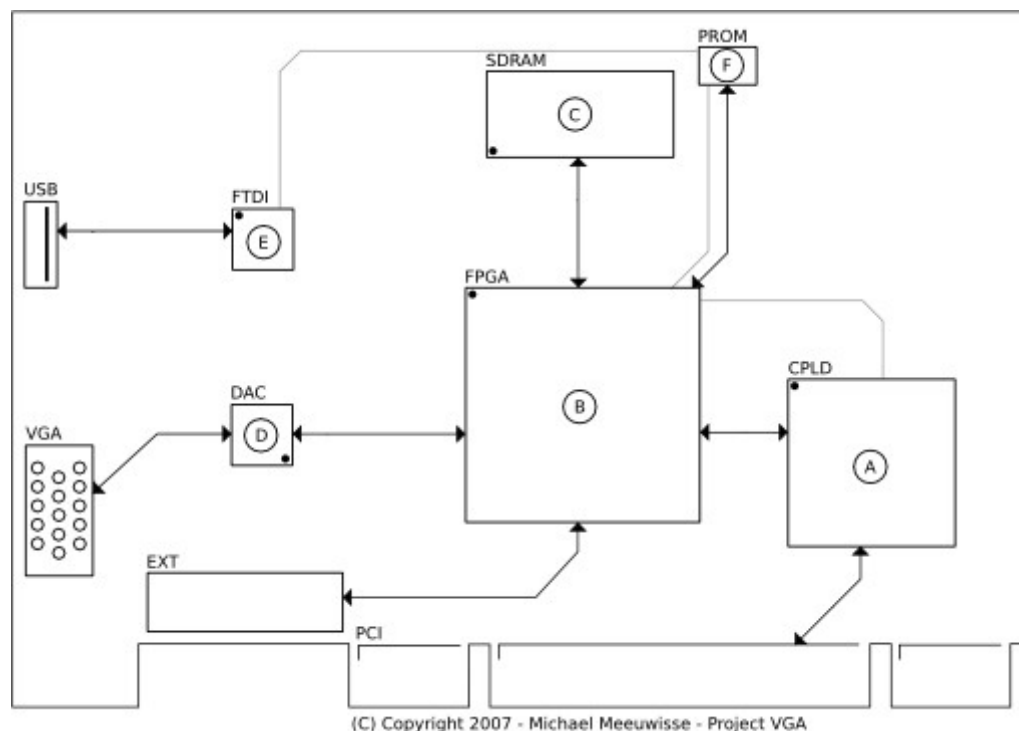 PROM
F
SDRAM
C
USB
FTDI
E
FPGA
B
CPLD
A
DAC
D
VGA
EXT
PCI
(C) Copyright 2007 - Michael Meeuwisse - Project VGA